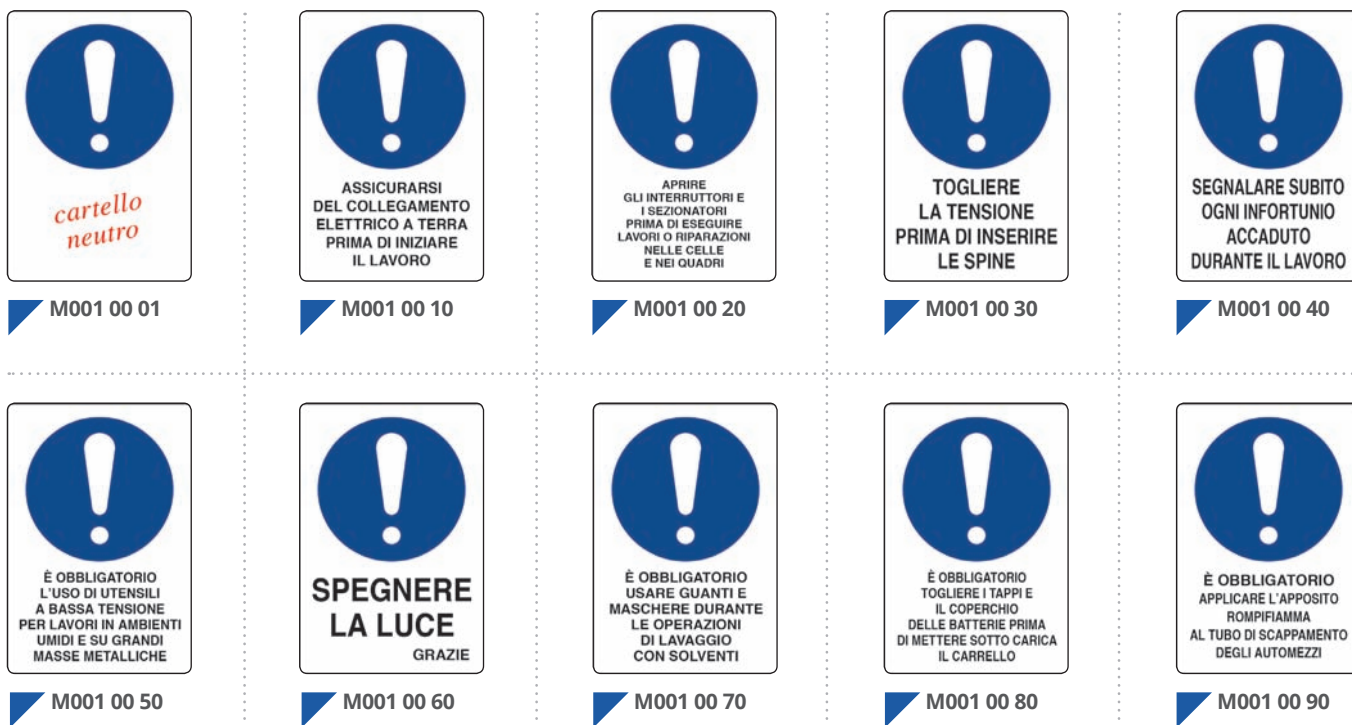 cartello
neutro
M001 00 01
ASSICURARSI
DEL COLLEGAMENTO
ELETTRICO A TERRA
PRIMA DI INIZIARE
IL LAVORO
M001 00 10
APRIRE
GLI INTERRUTTORI E
I SEZIONATORI
PRIMA DI ESEGUIRE
LAVORI O RIPARAZIONI
NELLE CELLE
E NEI QUADRI
M001 00 20
TOGLIERE
LA TENSIONE
PRIMA DI INSERIRE
LE SPINE
M001 00 30
SEGNALARE SUBITO
OGNI INFORTUNIO
ACCADUTO
DURANTE IL LAVORO
M001 00 40
È OBBLIGATORIO
L'USO DI UTENSILI
A BASSA TENSIONE
PER LAVORI IN AMBIENTI
UMIDI E SU GRANDI
MASSE METALLICHE
M001 00 50
SPEGNERE
LA LUCE
GRAZIE
M001 00 60
È OBBLIGATORIO
USARE GUANTI E
MASCHERE DURANTE
LE OPERAZIONI
DI LAVAGGIO
CON SOLVENTI
M001 00 70
È OBBLIGATORIO
TOGLIERE I TAPPI E
IL COPERCHIO
DELLE BATTERIE PRIMA
DI METTERE SOTTO CARICA
IL CARRELLO
M001 00 80
È OBBLIGATORIO
APPLICARE L'APPOSITO
ROMPIFIAMMA
AL TUBO DI SCAPPAMENTO
DEGLI AUTOMEZZI
M001 00 90